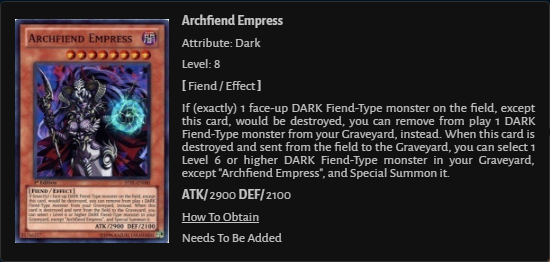 ARCHFIEND EMPRESS
1st Edition
[FIEND / EFFECT]
ATK/2900 DEF/2100
Archfiend Empress
Attribute: Dark
Level: 8
[ Fiend / Effect ]
If (exactly) 1 face-up DARK Fiend-Type monster on the field, except
this card, would be destroyed, you can remove from play 1 DARK
Fiend-Type monster from your Graveyard, instead. When this card is
destroyed and sent from the field to the Graveyard, you can select 1
Level 6 or higher DARK Fiend-Type monster in your Graveyard,
except "Archfiend Empress", and Special Summon it.
ATK/ 2900 DEF/ 2100
How To Obtain
Needs To Be Added